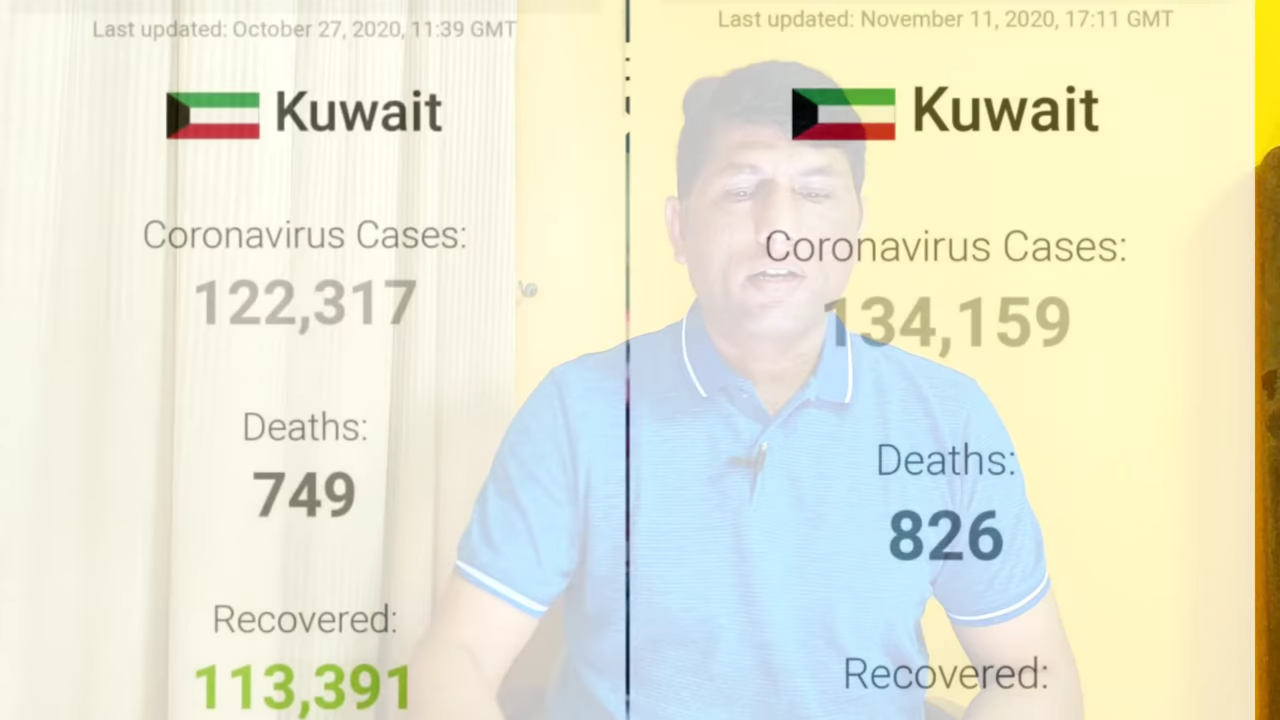 Last updated: October 27, 2020, 11:39 GMT
Kuwait
Coronavirus Cases:
122,317
Deaths:
749
Recovered:
113,391
Last updated: November 11, 2020, 17:11 GMT
Kuwait
Coronavirus Cases:
134,159
Deaths:
826
Recovered: